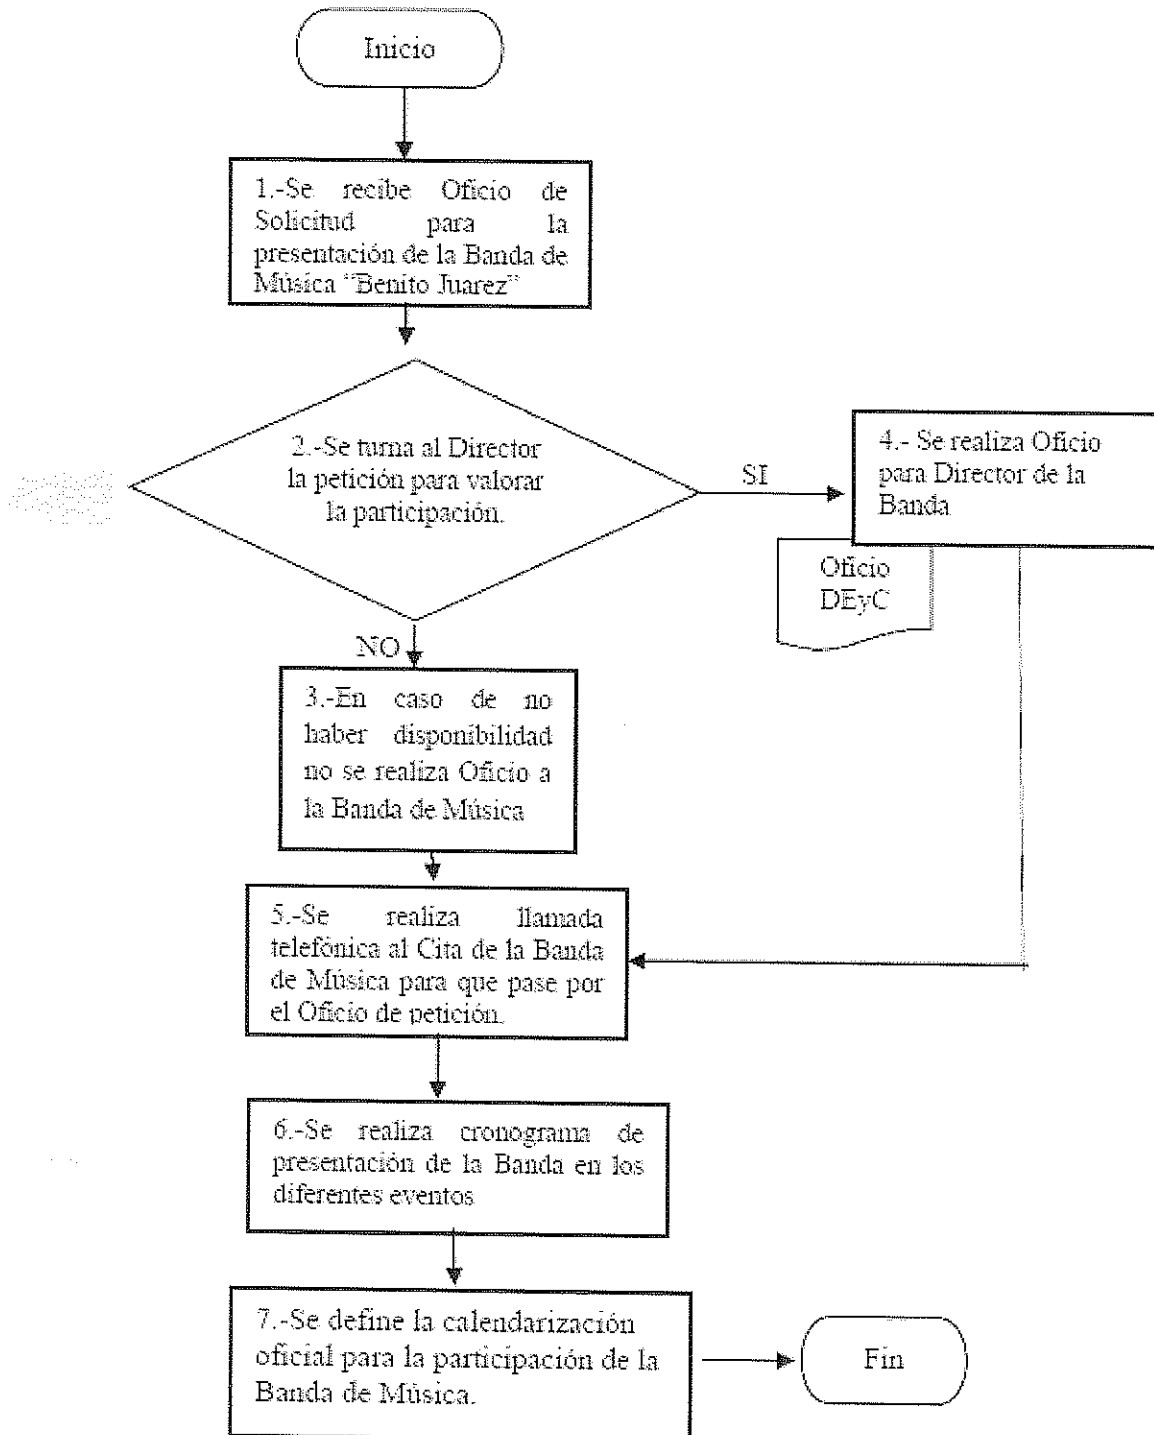 Inicio
1.-Se recibe Oficio de
Solicitud para la
presentación de la Banda de
Música “Benito Juarez”
2.-Se turna al Director
la petición para valorar
la participación.
SI
4.- Se realiza Oficio
para Director de la
Banda
Oficio
DEyC
NO
3.-En caso de no
haber disponibilidad
no se realiza Oficio a
la Banda de Música
5.-Se realiza llamada
telefónica al Cita de la Banda
de Música para que pase por
el Oficio de petición.
6.-Se realiza cronograma de
presentación de la Banda en los
diferentes eventos
7.-Se define la calendarización
oficial para la participación de la
Banda de Música.
Fin